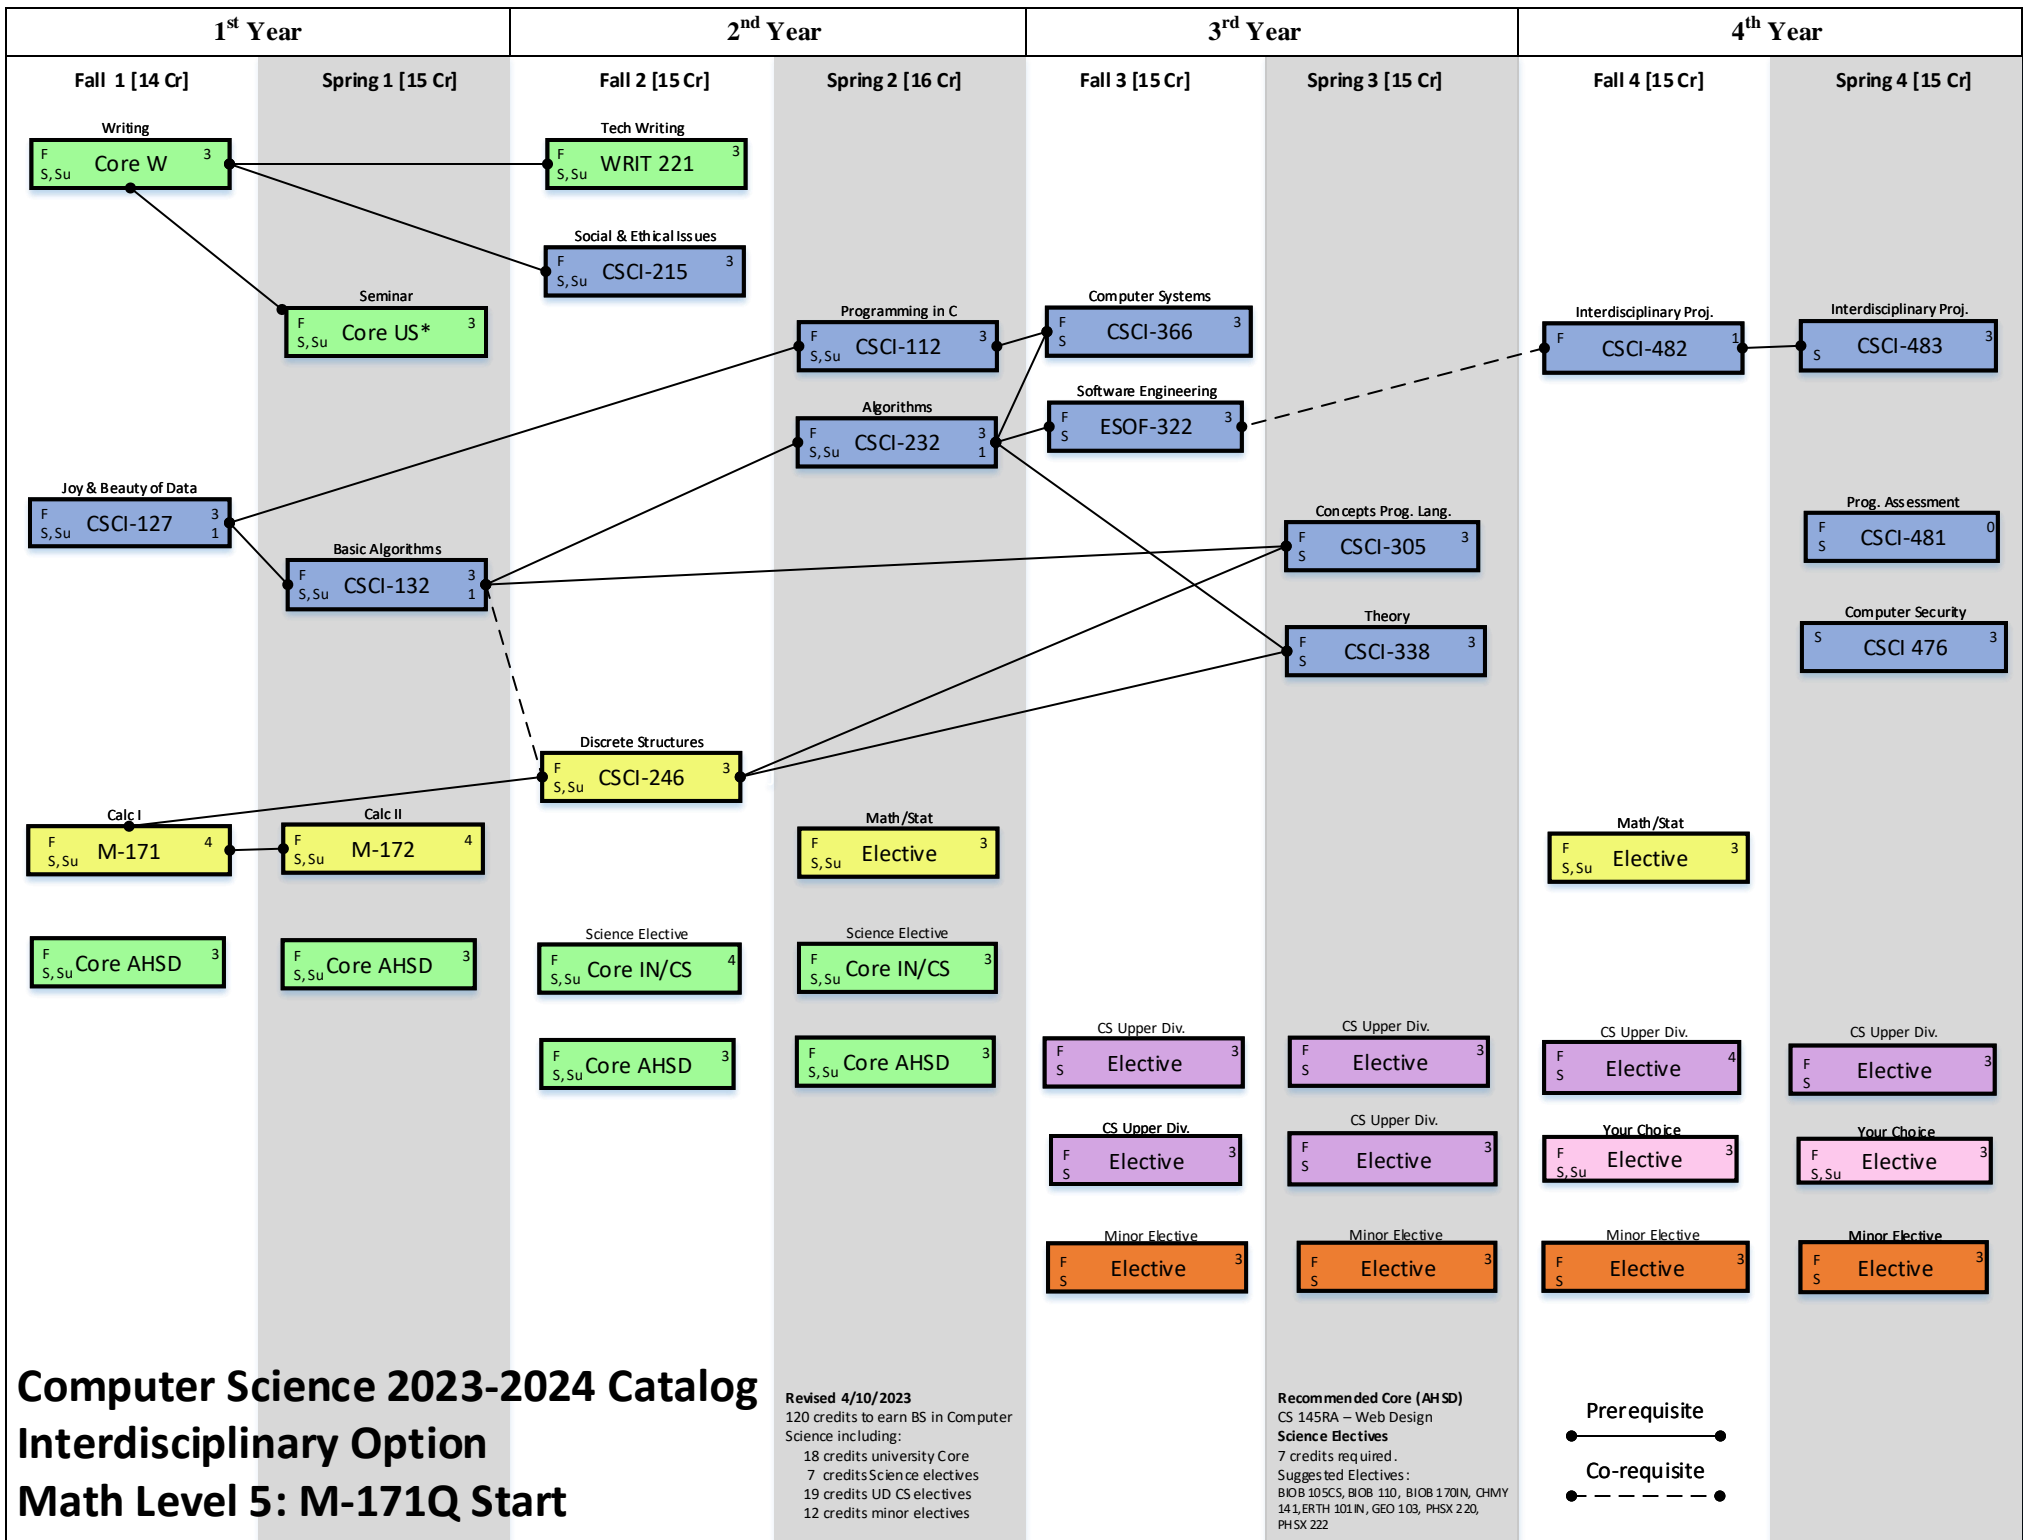 1st Year
2nd Year
3rd Year
4th Year
Fall 1 [14 Cr]
Spring 1 [15 Cr]
Fall 2 [15 Cr]
Spring 2 [16 Cr]
Fall 3 [15 Cr]
Spring 3 [15 Cr]
Fall 4 [15 Cr]
Spring 4 [15 Cr]
Writing
F
S, Su
Core W
3
Joy & Beauty of Data
F
S, Su
CSCI-127
3
1
Calc I
F
S, Su
M-171
4
F
S, Su
Core AHSD
3
Seminar
F
S, Su
Core US*
3
Basic Algorithms
F
S, Su
CSCI-132
3
1
Calc II
F
S, Su
M-172
4
F
S, Su
Core AHSD
3
Tech Writing
F
S, Su
WRIT 221
3
Social & Ethical Issues
F
S, Su
CSCI-215
3
Discrete Structures
F
S, Su
CSCI-246
3
Science Elective
F
S, Su
Core IN/CS
4
F
S, Su
Core AHSD
3
Programming in C
F
S, Su
CSCI-112
3
Algorithms
F
S, Su
CSCI-232
3
1
Math/Stat
F
S, Su
Elective
3
Science Elective
F
S, Su
Core IN/CS
3
F
S, Su
Core AHSD
3
Computer Systems
F
S
CSCI-366
3
Software Engineering
F
S
ESOF-322
3
CS Upper Div.
F
S
Elective
3
CS Upper Div.
F
S
Elective
3
Minor Elective
F
S
Elective
3
Concepts Prog. Lang.
F
S
CSCI-305
3
Theory
F
S
CSCI-338
3
CS Upper Div.
F
S
Elective
3
CS Upper Div.
F
S
Elective
3
Minor Elective
F
S
Elective
3
Interdisciplinary Proj.
F
CSCI-482
1
Math/Stat
F
S, Su
Elective
3
CS Upper Div.
F
S
Elective
4
Your Choice
F
S, Su
Elective
3
Minor Elective
F
S
Elective
3
Interdisciplinary Proj.
S
CSCI-483
3
Prog. Assessment
F
S
CSCI-481
0
Computer Security
S
CSCI 476
3
CS Upper Div.
F
S
Elective
3
Your Choice
F
S, Su
Elective
3
Minor Elective
F
S
Elective
3
Computer Science 2023-2024 Catalog
Interdisciplinary Option
Math Level 5: M-171Q Start
Revised 4/10/2023
120 credits to earn BS in Computer
Science including:
18 credits university Core
7 credits Science electives
19 credits UD CS electives
12 credits minor electives
Recommended Core (AHSD)
CS 145RA – Web Design
Science Electives
7 credits required.
Suggested Electives:
BIOB 105CS, BIOB 110, BIOB 170IN, CHMY
141,ERTH 101IN, GEO 103, PHSX 220,
PHSX 222
Prerequisite
Co-requisite